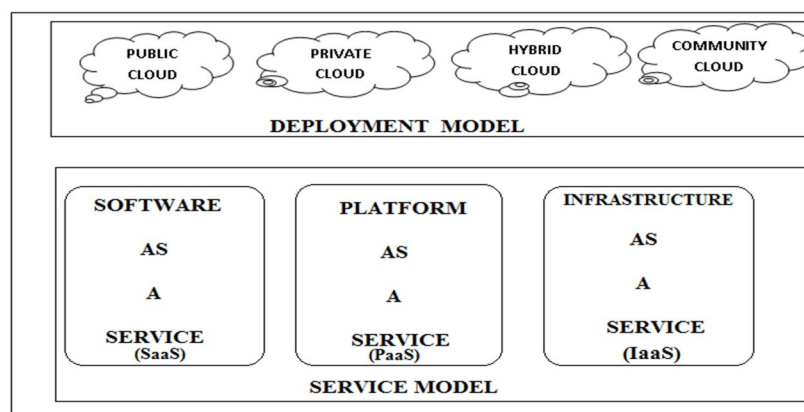 PUBLIC
CLOUD
PRIVATE
CLOUD
HYBRID
CLOUD
COMMUNITY
CLOUD
DEPLOYMENT MODEL
SOFTWARE
AS
A
SERVICE
(SaaS)
PLATFORM
AS
A
SERVICE
(PaaS)
INFRASTRUCTURE
AS
A
SERVICE
(IaaS)
SERVICE MODEL